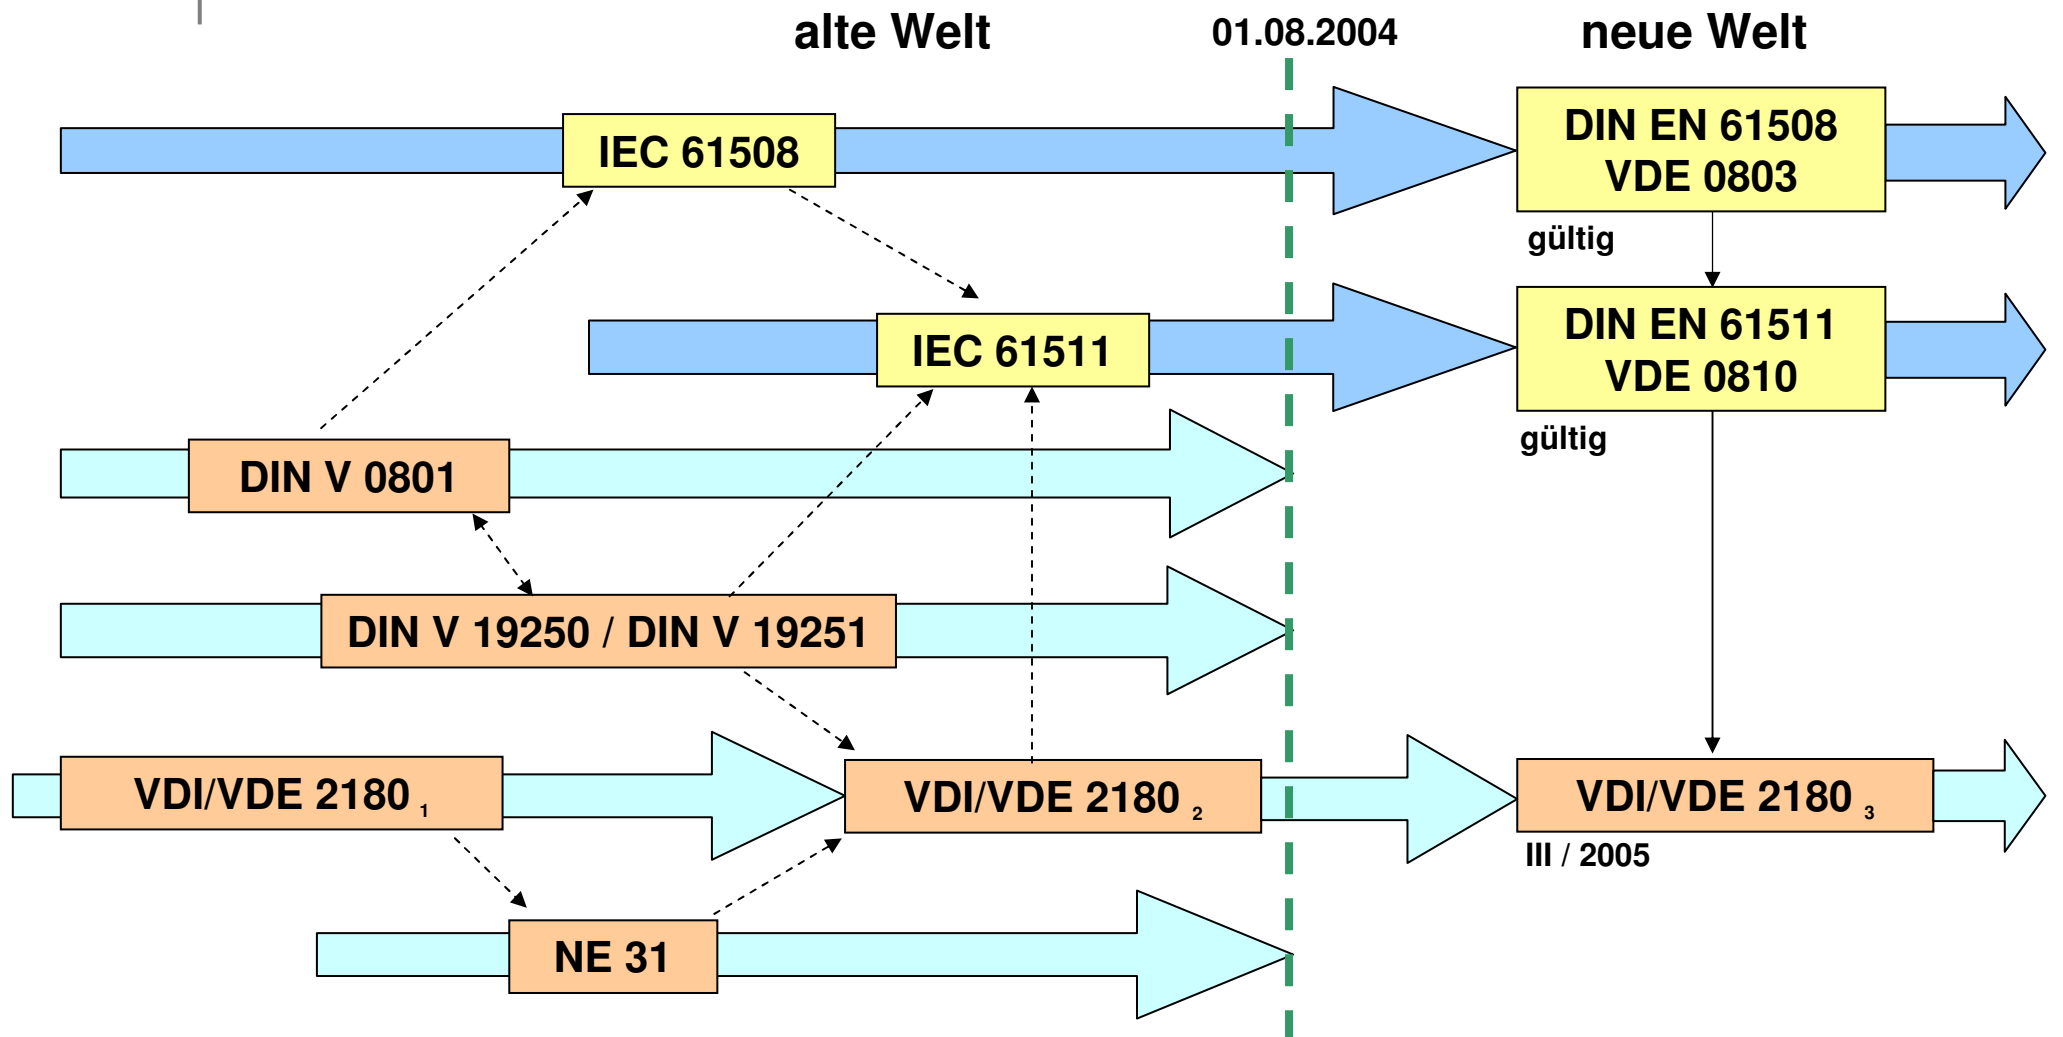 alte Welt
01.08.2004
neue Welt
IEC 61508
DIN EN 61508
VDE 0803
gültig
IEC 61511
DIN EN 61511
VDE 0810
gültig
DIN V 0801
DIN V 19250 / DIN V 19251
VDI/VDE 2180 1
VDI/VDE 2180 2
VDI/VDE 2180 3
III / 2005
NE 31